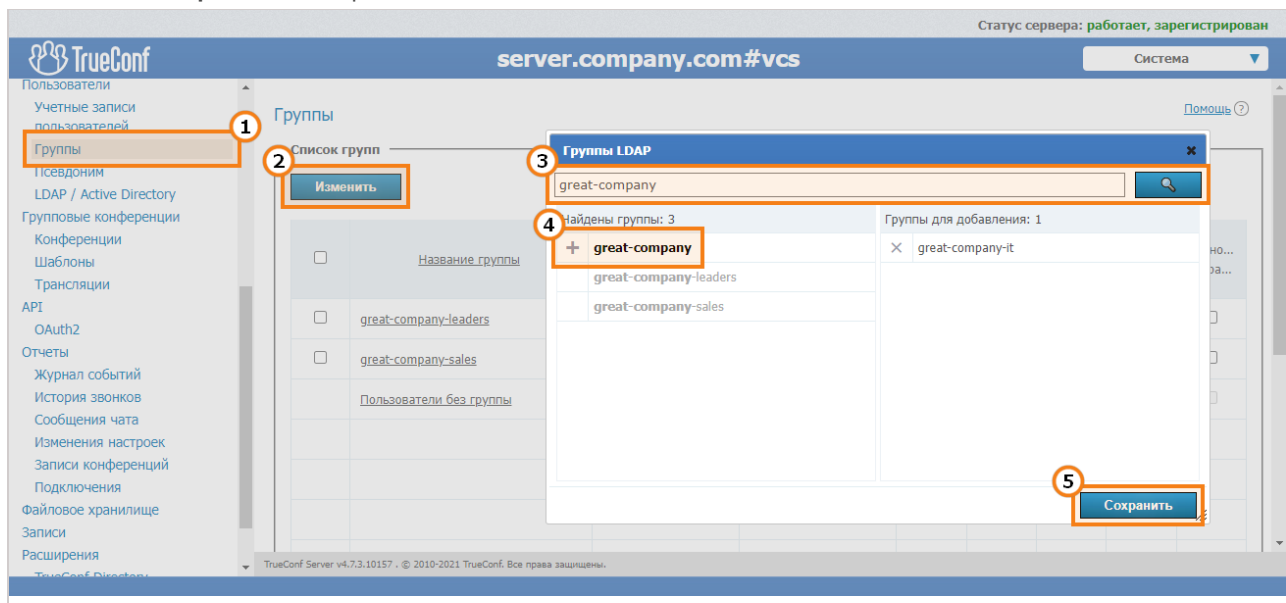 Статус сервера: работает, зарегистрирован
TrueConf
server.company.com#vcs
Система
Пользователи
Учетные записи
пользователей
1
Группы
Псевдоним
LDAP / Active Directory
Групповые конференции
Конференции
Шаблоны
Трансляции
API
OAuth2
Отчеты
Журнал событий
История звонков
Сообщения чата
Изменения настроек
Записи конференций
Подключения
Файловое хранилище
Записи
Расширения
TrueConf Directory
Группы
Помощь ?
Список групп
2
Изменить
Название группы
great-company-leaders
great-company-sales
Пользователи без группы
Группы LDAP
3
great-company
Найдены группы: 3
4
great-company
great-company-leaders
great-company-sales
Группы для добавления: 1
great-company-it
5
Сохранить
TrueConf Server v4.7.3.10157 . © 2010-2021 TrueConf. Все права защищены.